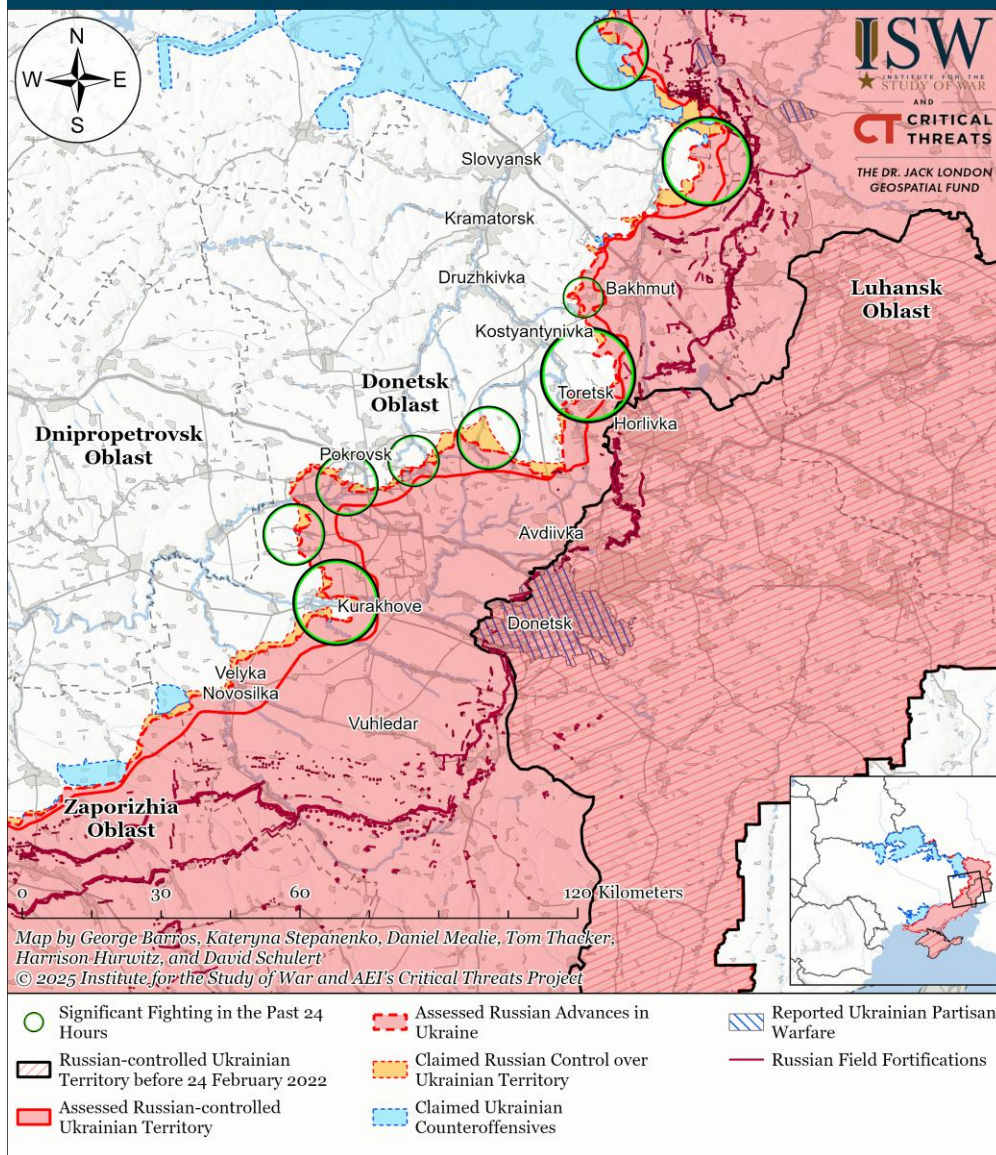 N
W E
S
ISW
INSTITUTE FOR THE
STUDY OF WAR
AND
CT CRITICAL
THREATS
THE DR. JACK LONDON
GEOSPATIAL FUND
Slovyansk
Kramatorsk
Druzhkivka
Bakhmut
Luhansk
Oblast
Kostyantynivka
Donetsk
Oblast
Toretsk
Dnipropetrovsk
Oblast
Horlivka
Pokrovsk
Avdiivka
Kurakhove
Donetsk
Velyka
Novosilka
Vuhledar
Zaporizhia
Oblast
0 30 60 120 Kilometers
Map by George Barros, Kateryna Stepanenko, Daniel Mealie, Tom Thacker,
Harrison Hurwitz, and David Schulert
© 2025 Institute for the Study of War and AEI's Critical Threats Project
Significant Fighting in the Past 24
Hours
Russian-controlled Ukrainian
Territory before 24 February 2022
Assessed Russian-controlled
Ukrainian Territory
Assessed Russian Advances in
Ukraine
Claimed Russian Control over
Ukrainian Territory
Claimed Ukrainian
Counteroffensives
Reported Ukrainian Partisan
Warfare
Russian Field Fortifications